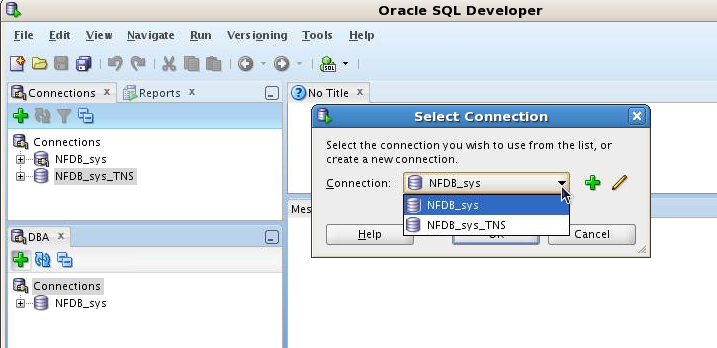 Oracle SQL Developer
File Edit View Navigate Run Versioning Tools Help
SQL
Connections x Reports x
No Title x
Connections
NFDB_sys
NFDB_sys_TNS
Select Connection
Select the connection you wish to use from the list, or
create a new connection.
Connection: NFDB_sys
NFDB_sys
NFDB_sys_TNS
Help Cancel
Mes
DBA x
Connections
NFDB_sys